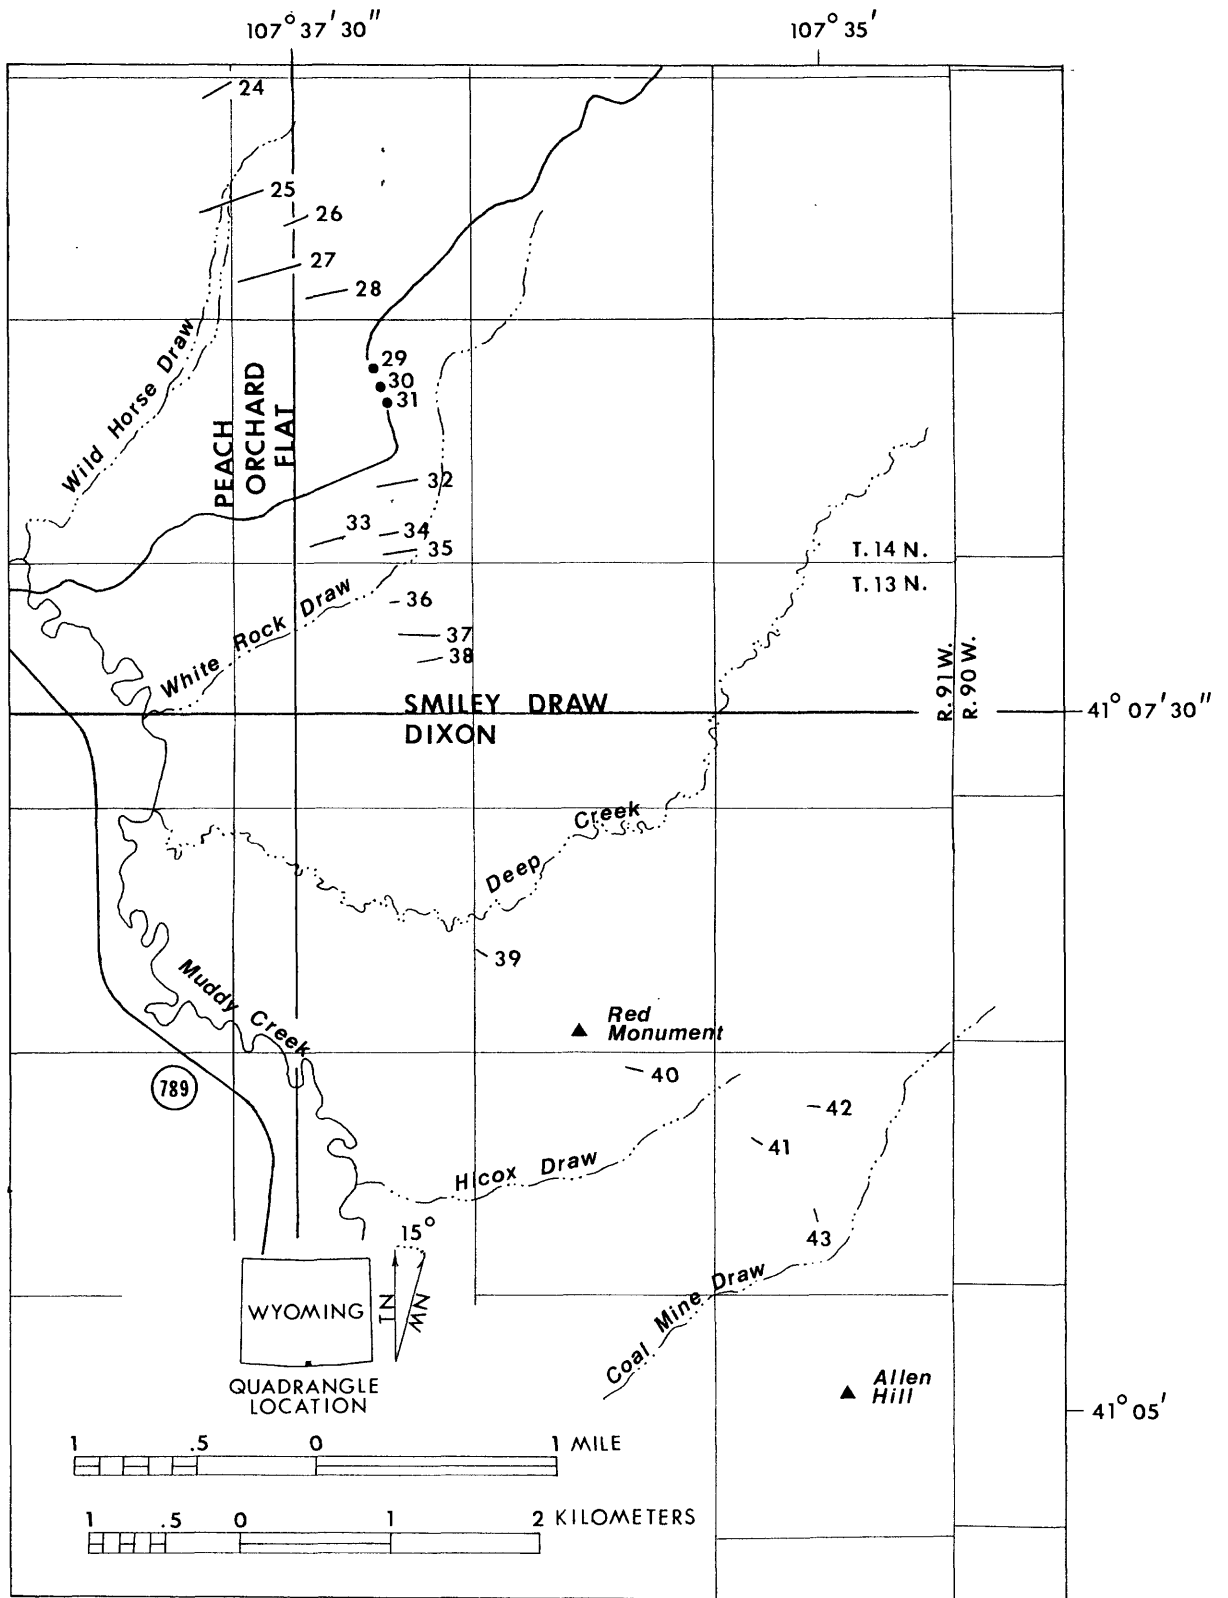 107° 37' 30"
107° 35'
24
25
26
27
28
29
30
31
Wild Horse Draw
PEACH
ORCHARD
FLAT
32
33
34
35
T. 14 N.
T. 13 N.
36
White Rock Draw
37
38
R. 91 W.
R. 90 W.
SMILEY DRAW
DIXON
41° 07' 30"
Deep Creek
39
Muddy Creek
Red
Monument
40
789
42
41
Hicox Draw
43
15°
WYOMING
TN
NW
Coal Mine Draw
QUADRANGLE
LOCATION
Allen
Hill
41° 05'
1 .5 0 1 MILE
1 .5 0 1 2 KILOMETERS